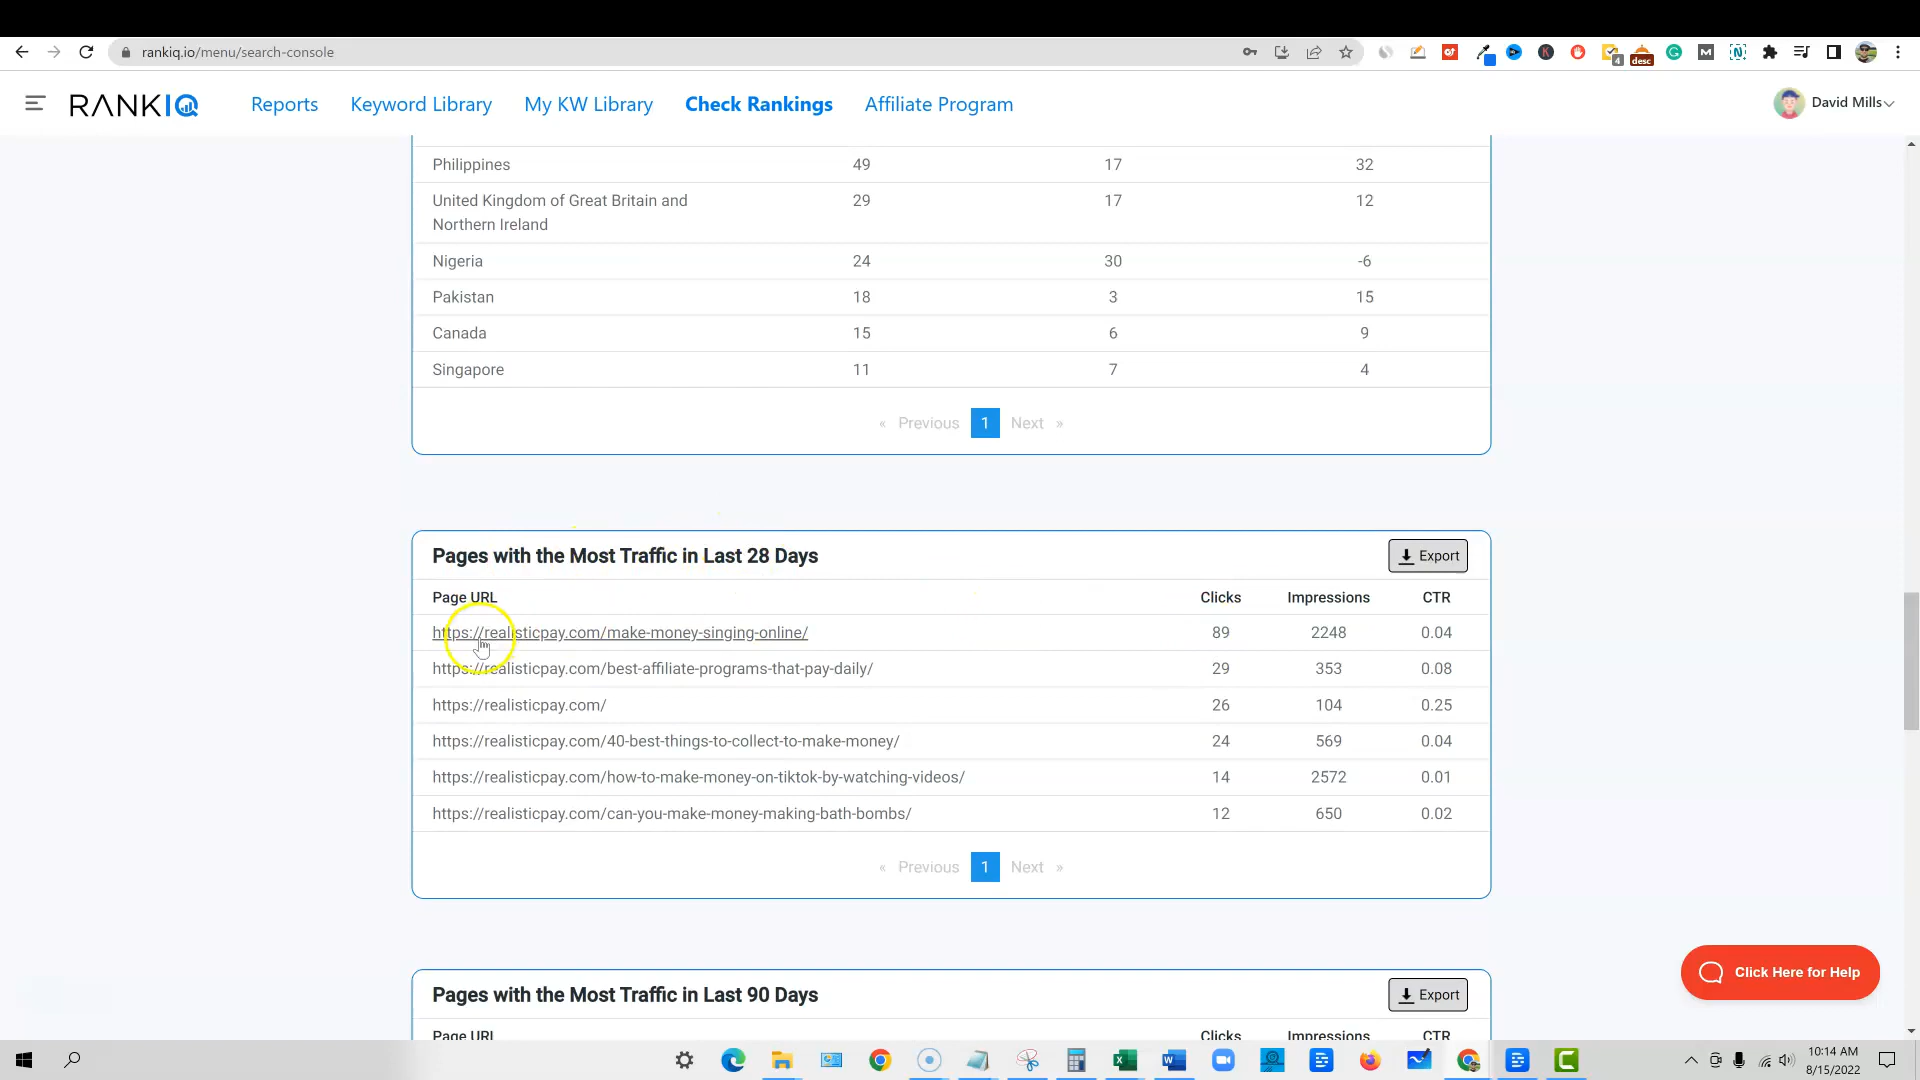 rankiq.io/menu/search-console
4
desc
RANKIQ
Reports
Keyword Library
My KW Library
Check Rankings
Affiliate Program
David Mills
Philippines 49 17 32
United Kingdom of Great Britain and 29 17 12
Northern Ireland
Nigeria 24 30 -6
Pakistan 18 3 15
Canada 15 6 9
Singapore 11 7 4
« Previous 1 Next »
Pages with the Most Traffic in Last 28 Days Export
Page URL Clicks Impressions CTR
https://realisticpay.com/make-money-singing-online/ 89 2248 0.04
https://realisticpay.com/best-affiliate-programs-that-pay-daily/ 29 353 0.08
https://realisticpay.com/ 26 104 0.25
https://realisticpay.com/40-best-things-to-collect-to-make-money/ 24 569 0.04
https://realisticpay.com/how-to-make-money-on-tiktok-by-watching-videos/ 14 2572 0.01
https://realisticpay.com/can-you-make-money-making-bath-bombs/ 12 650 0.02
« Previous 1 Next »
Click Here for Help
Pages with the Most Traffic in Last 90 Days Export
Page URL Clicks Impressions CTR
10:14 AM
8/15/2022